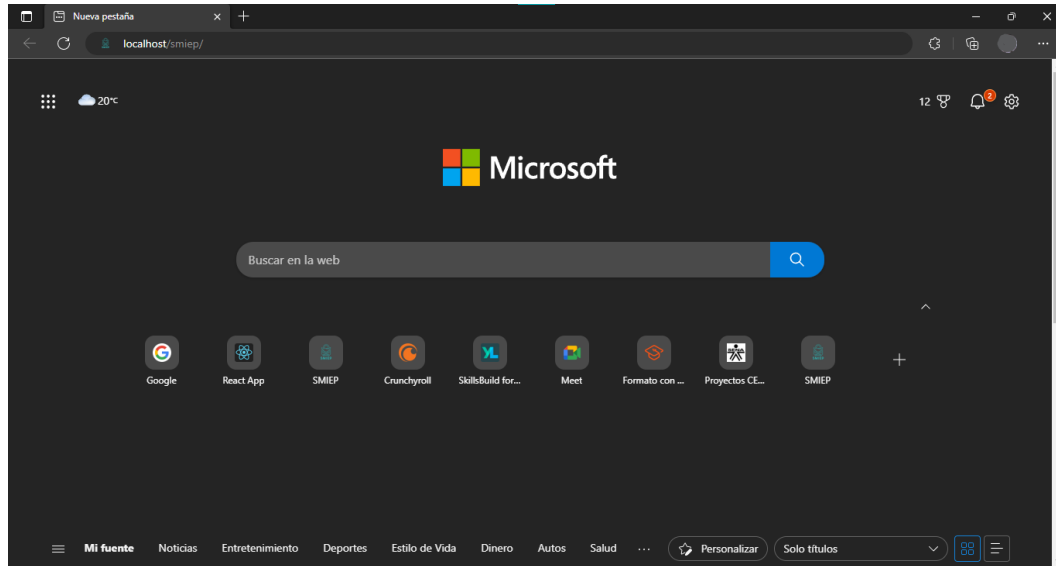 Nueva pestaña
localhost/smiep/
20°C
12
2
Microsoft
Buscar en la web
Google
React App
SMIEP
Crunchyroll
YL
SkillsBuild for...
Meet
Formato con ...
Proyectos CE...
SMIEP
Mi fuente Noticias Entretenimiento Deportes Estilo de Vida Dinero Autos Salud ... Personalizar Solo títulos